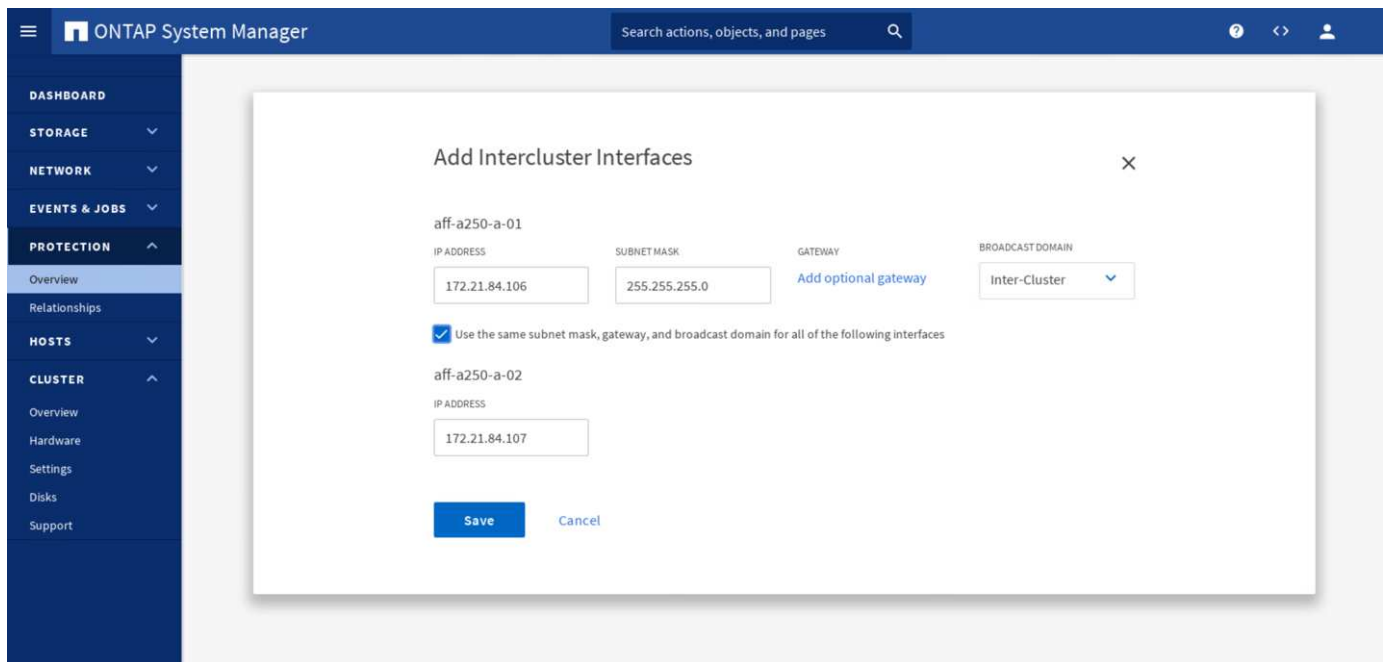 ONTAP System Manager
Search actions, objects, and pages
DASHBOARD
STORAGE
NETWORK
EVENTS & JOBS
PROTECTION
Overview
Relationships
HOSTS
CLUSTER
Overview
Hardware
Settings
Disks
Support
Add Intercluster Interfaces
aff-a250-a-01
IP ADDRESS SUBNET MASK GATEWAY BROADCAST DOMAIN
172.21.84.106 255.255.255.0 Add optional gateway Inter-Cluster
Use the same subnet mask, gateway, and broadcast domain for all of the following interfaces
aff-a250-a-02
IP ADDRESS
172.21.84.107
Save Cancel